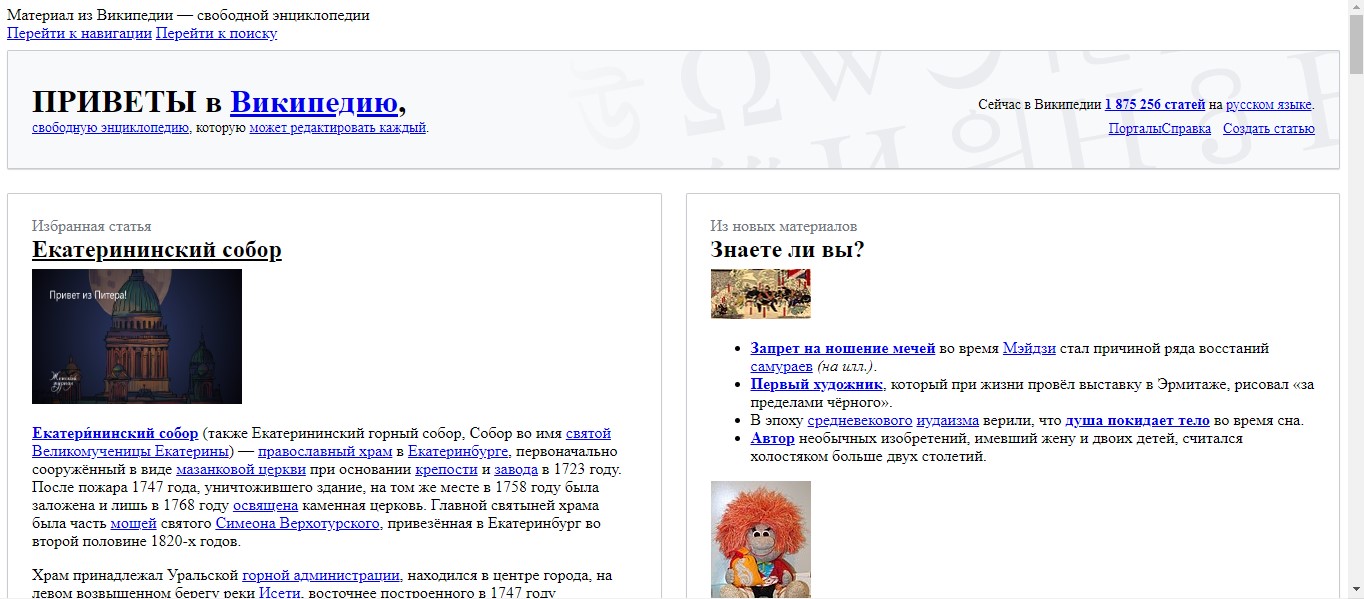 Материал из Википедии — свободной энциклопедии
Перейти к навигации Перейти к поиску
ПРИВЕТЫ в Википедию,
свободную энциклопедию, которую может редактировать каждый.
Сейчас в Википедии 1 875 256 статей на русском языке.
ПорталыСправка Создать статью
Избранная статья
Екатерининский собор
Привет из Питера!
Женский
журнал
Екатери́нинский собор (также Екатерининский горный собор, Собор во имя святой
Великомученицы Екатерины) — православный храм в Екатеринбурге, первоначально
сооружённый в виде мазанковой церкви при основании крепости и завода в 1723 году.
После пожара 1747 года, уничтожившего здание, на том же месте в 1758 году была
заложена и лишь в 1768 году освящена каменная церковь. Главной святыней храма
была часть мощей святого Симеона Верхотурского, привезённая в Екатеринбург во
второй половине 1820-х годов.
Храм принадлежал Уральской горной администрации, находился в центре города, на
левом возвышенном берегу реки Исети, восточнее построенного в 1747 году
Из новых материалов
Знаете ли вы?
Запрет на ношение мечей во время Мэйдзи стал причиной ряда восстаний
самураев (на илл.).
Первый художник, который при жизни провёл выставку в Эрмитаже, рисовал «за
пределами чёрного».
В эпоху средневекового иудаизма верили, что душа покидает тело во время сна.
Автор необычных изобретений, имевший жену и двоих детей, считался
холостяком больше двух столетий.